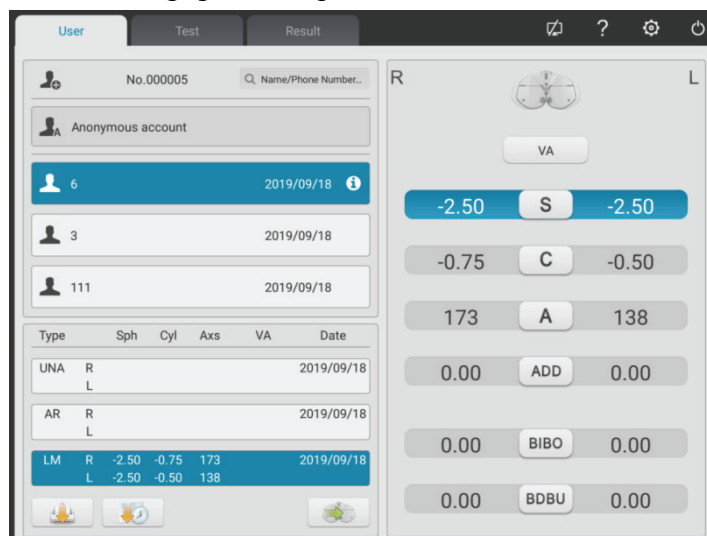 User Test Result ?
No.000005 Name/Phone Number...
A Anonymous account
6 2019/09/18 i
3 2019/09/18
111 2019/09/18
Type Sph Cyl Axs VA Date
UNA R 2019/09/18
L
AR R 2019/09/18
L
LM R -2.50 -0.75 173 2019/09/18
L -2.50 -0.50 138
R L
VA
-2.50 S -2.50
-0.75 C -0.50
173 A 138
0.00 ADD 0.00
0.00 BIBO 0.00
0.00 BDBU 0.00